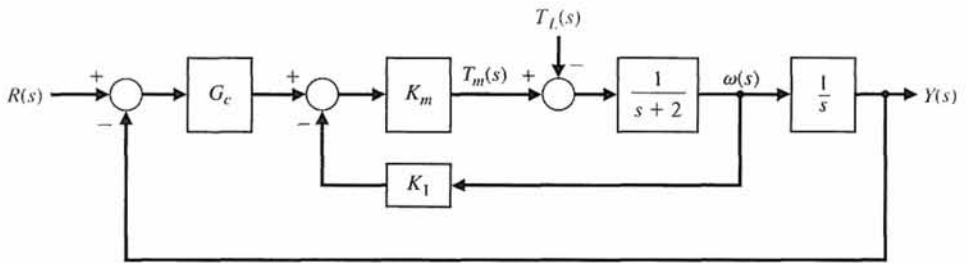 T_L(s)
−
R(s)
+
−
G_c
+
−
K_m
T_m(s)
+
1
s + 2
ω(s)
1
s
Y(s)
K_1